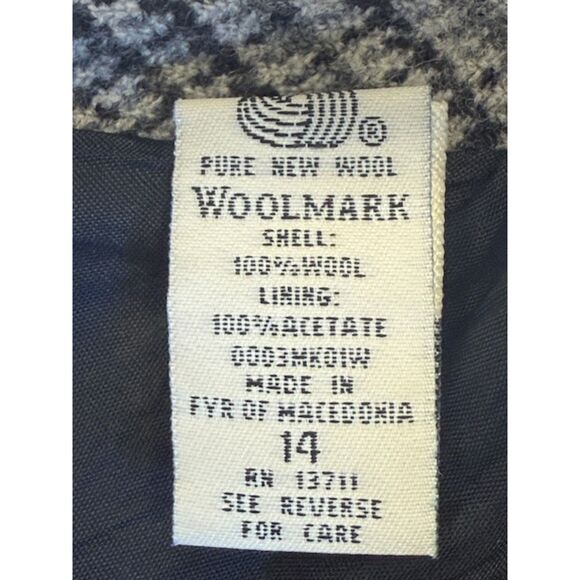 ®
PURE NEW WOOL
WOOLMARK
SHELL:
100%WOOL
LINING:
100%ACETATE
0003MK01W
MADE IN
FYR OF MACEDONIA
14
RN 13711
SEE REVERSE
FOR CARE